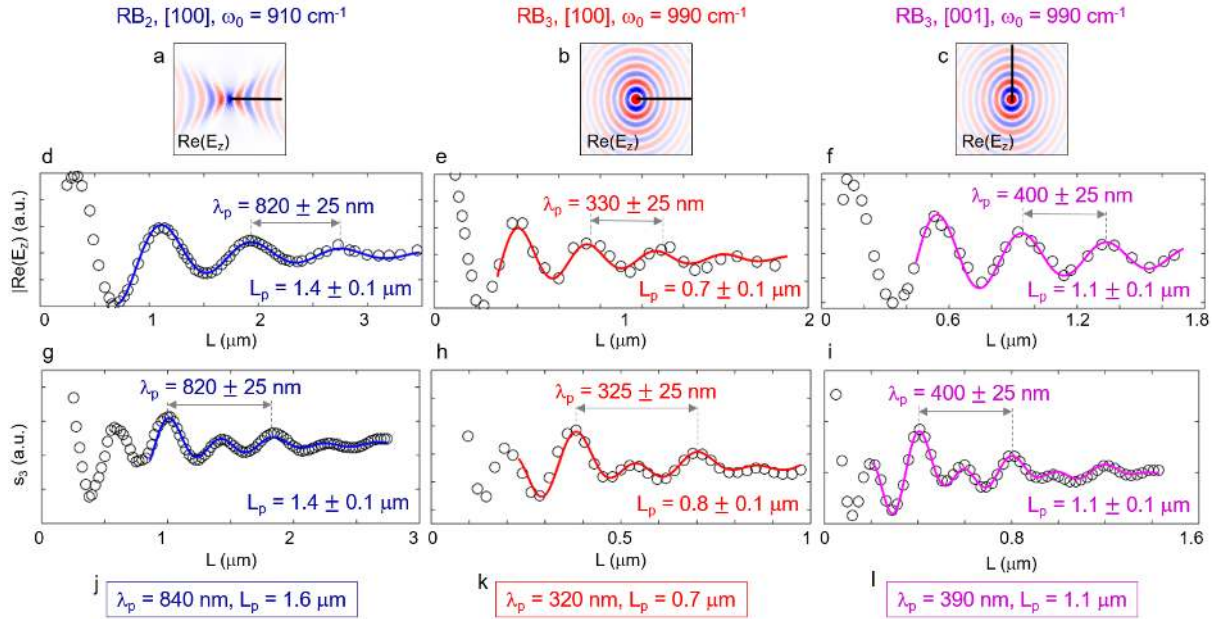 RB₂, [100], ω₀ = 910 cm⁻¹
RB₃, [100], ω₀ = 990 cm⁻¹
RB₃, [001], ω₀ = 990 cm⁻¹
a
b
c
Re(E_z)
Re(E_z)
Re(E_z)
d
e
f
|Re(E_z) (a.u.)
λₚ = 820 ± 25 nm
Lₚ = 1.4 ± 0.1 μm
0 1 2 3
L (μm)
λₚ = 330 ± 25 nm
Lₚ = 0.7 ± 0.1 μm
0 1 2
L (μm)
λₚ = 400 ± 25 nm
Lₚ = 1.1 ± 0.1 μm
0 0.6 1.2 1.8
L (μm)
g
h
i
s₃ (a.u.)
λₚ = 820 ± 25 nm
Lₚ = 1.4 ± 0.1 μm
0 1 2 3
L (μm)
λₚ = 325 ± 25 nm
Lₚ = 0.8 ± 0.1 μm
0 0.5 1
L (μm)
λₚ = 400 ± 25 nm
Lₚ = 1.1 ± 0.1 μm
0 0.8 1.6
L (μm)
j
λₚ = 840 nm, Lₚ = 1.6 μm
k
λₚ = 320 nm, Lₚ = 0.7 μm
l
λₚ = 390 nm, Lₚ = 1.1 μm